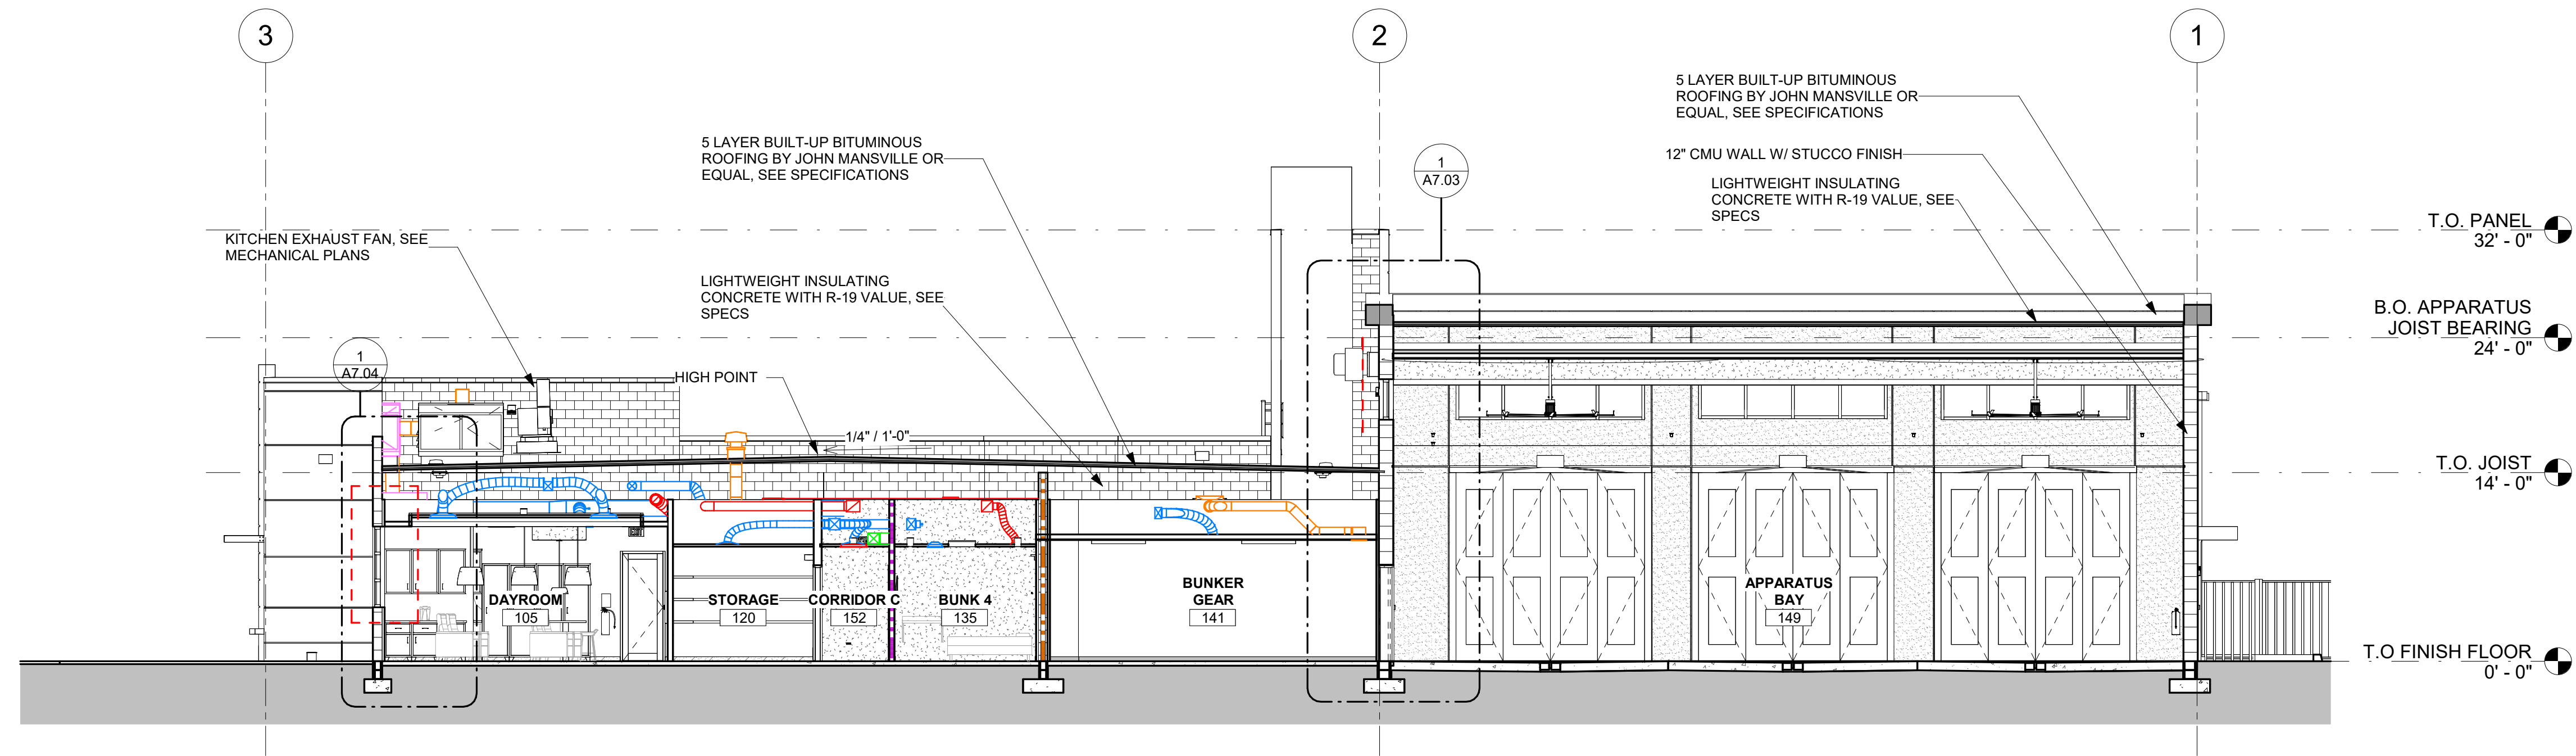 3
2
1
5 LAYER BUILT-UP BITUMINOUS
ROOFING BY JOHN MANSVILLE OR
EQUAL, SEE SPECIFICATIONS
5 LAYER BUILT-UP BITUMINOUS
ROOFING BY JOHN MANSVILLE OR
EQUAL, SEE SPECIFICATIONS
12" CMU WALL W/ STUCCO FINISH
1
A7.03
LIGHTWEIGHT INSULATING
CONCRETE WITH R-19 VALUE, SEE
SPECS
T.O. PANEL
32' - 0"
KITCHEN EXHAUST FAN, SEE
MECHANICAL PLANS
LIGHTWEIGHT INSULATING
CONCRETE WITH R-19 VALUE, SEE
SPECS
B.O. APPARATUS
JOIST BEARING
24' - 0"
1
A7.04
HIGH POINT
1/4" / 1'-0"
T.O. JOIST
14' - 0"
DAYROOM
105
STORAGE
120
CORRIDOR C
152
BUNK 4
135
BUNKER
GEAR
141
APPARATUS
BAY
149
T.O FINISH FLOOR
0' - 0"